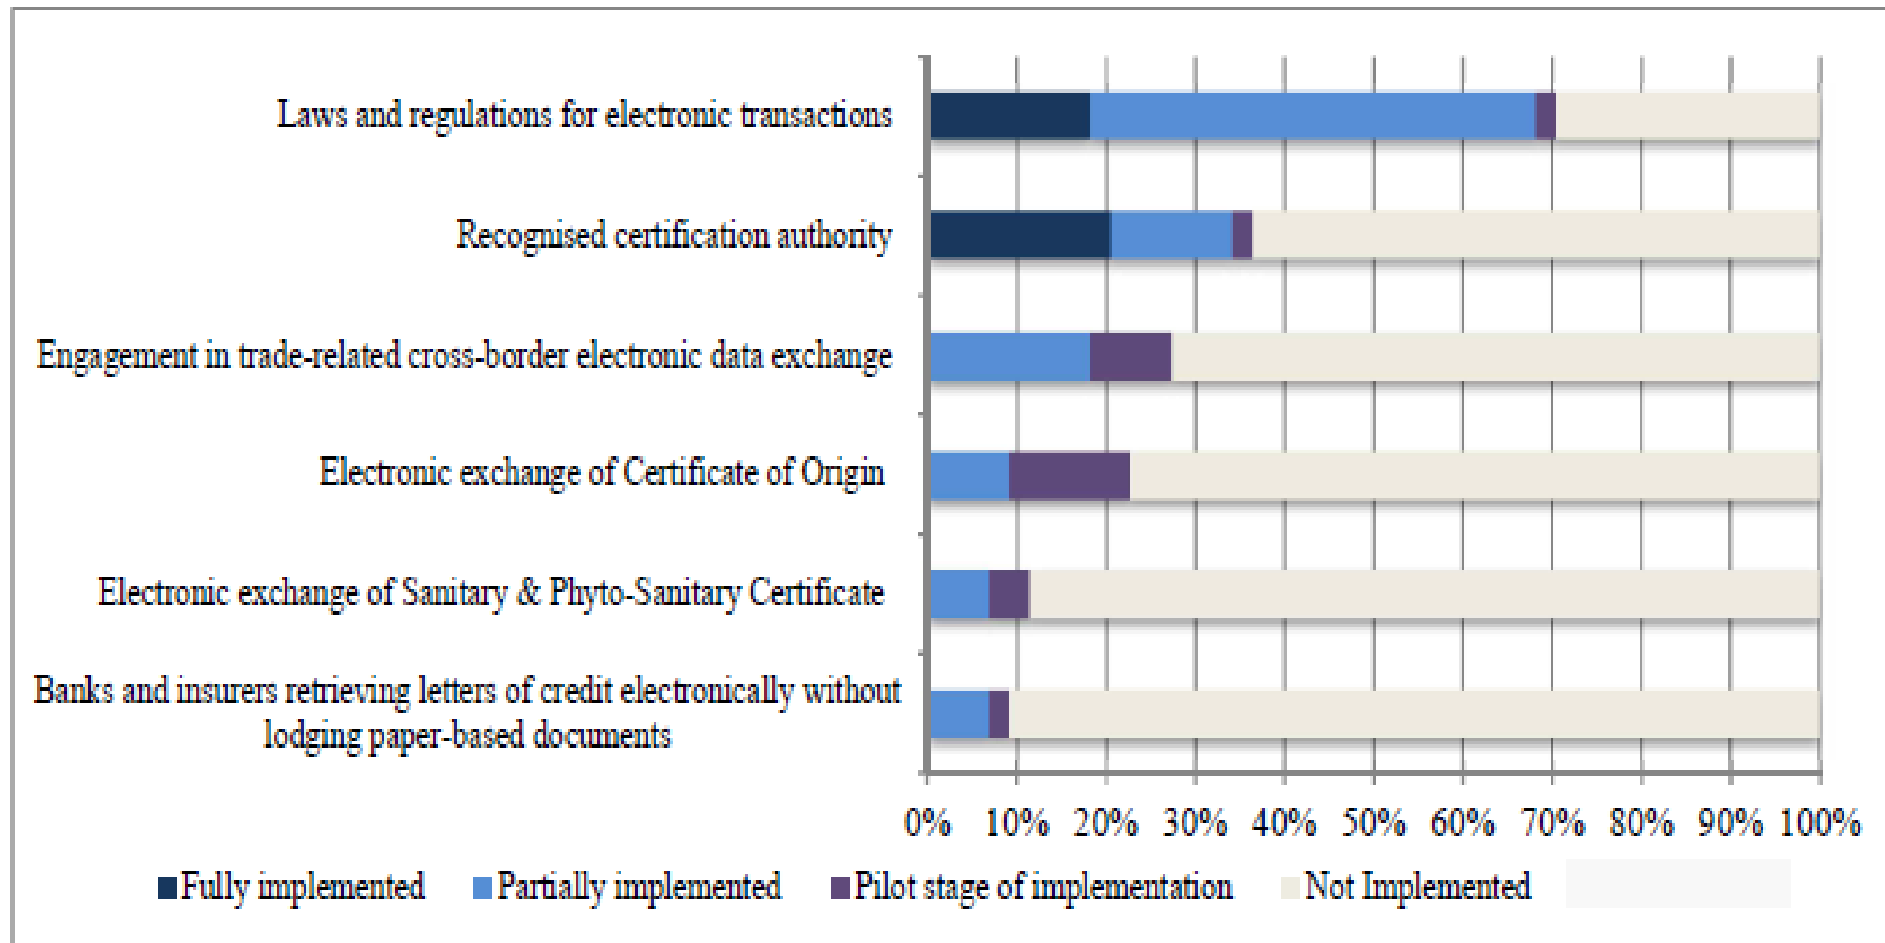 Laws and regulations for electronic transactions
Recognised certification authority
Engagement in trade-related cross-border electronic data exchange
Electronic exchange of Certificate of Origin
Electronic exchange of Sanitary & Phyto-Sanitary Certificate
Banks and insurers retrieving letters of credit electronically without
lodging paper-based documents
0% 10% 20% 30% 40% 50% 60% 70% 80% 90% 100%
Fully implemented Partially implemented Pilot stage of implementation Not Implemented